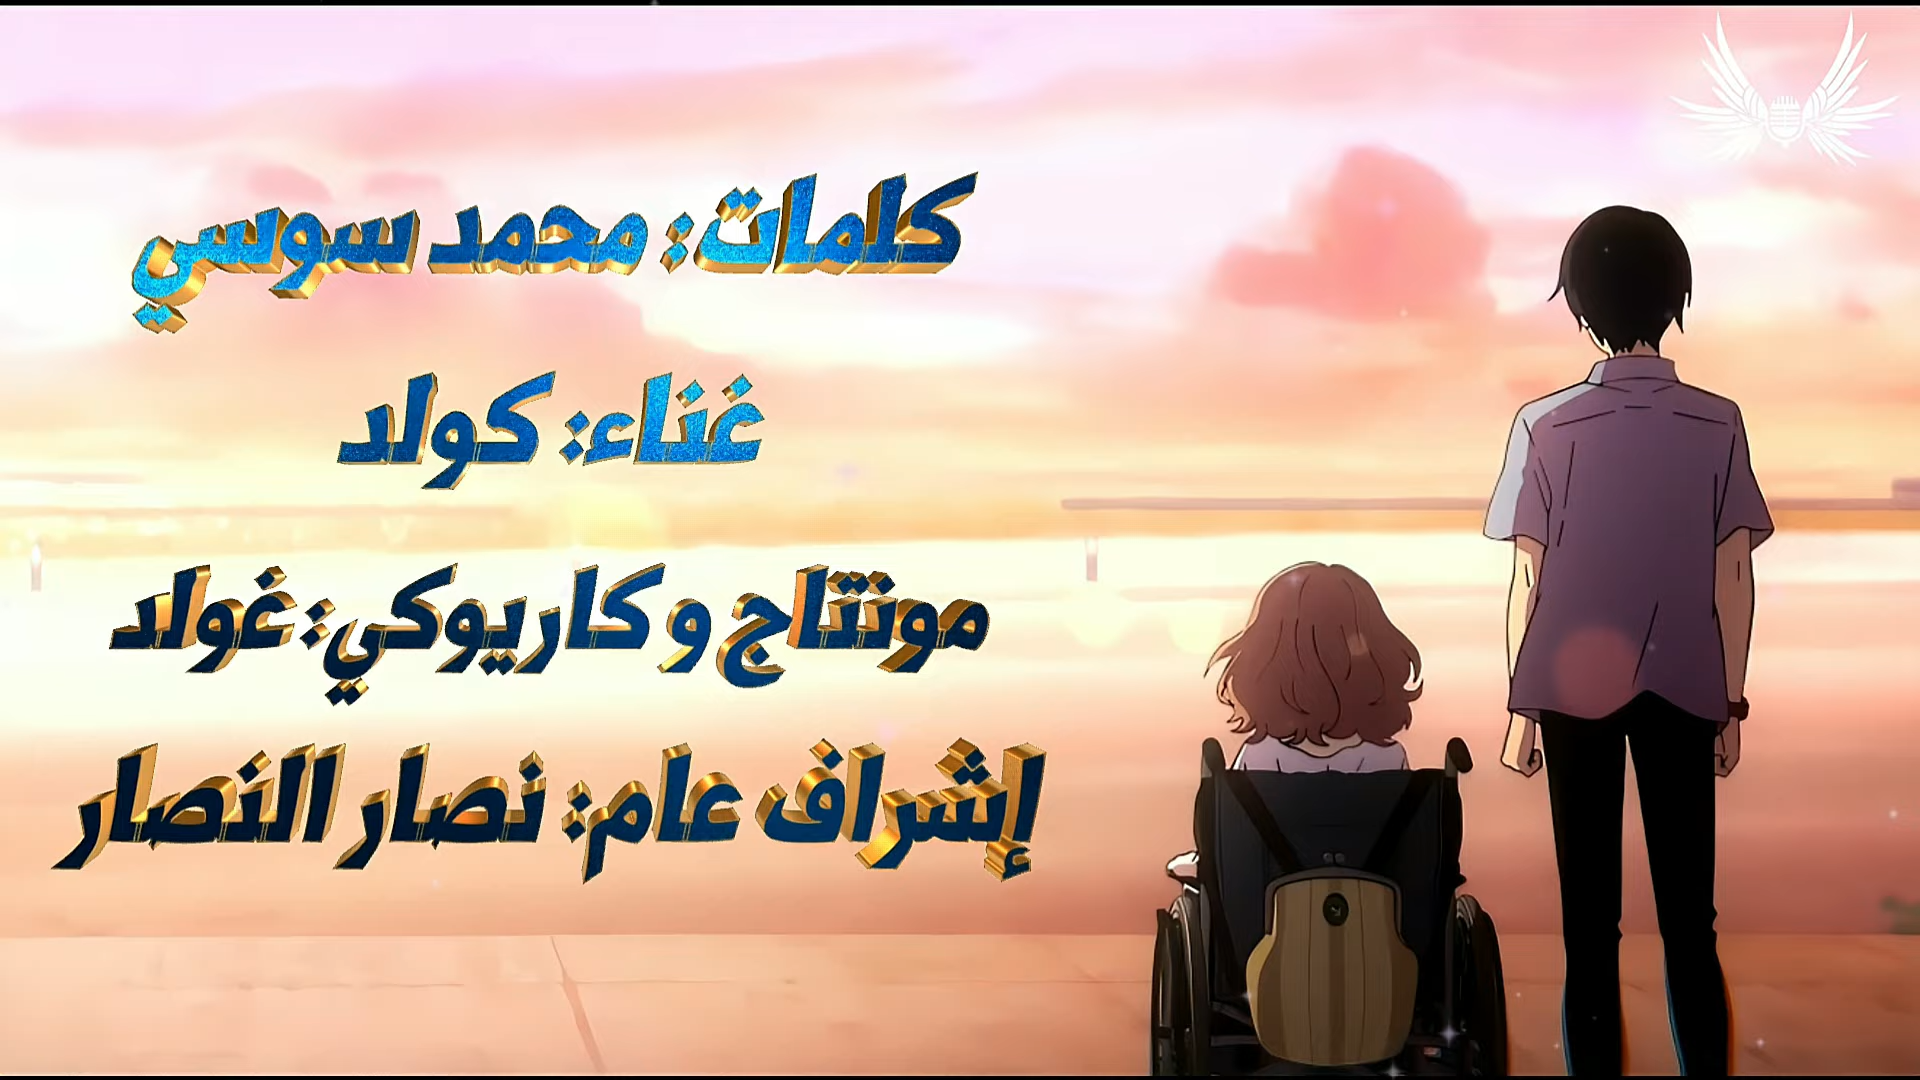 كلمات: محمد سوسي
غناء: كولد
مونتاج و كاريوكي: غولد
إشراف عام: نصار النصار